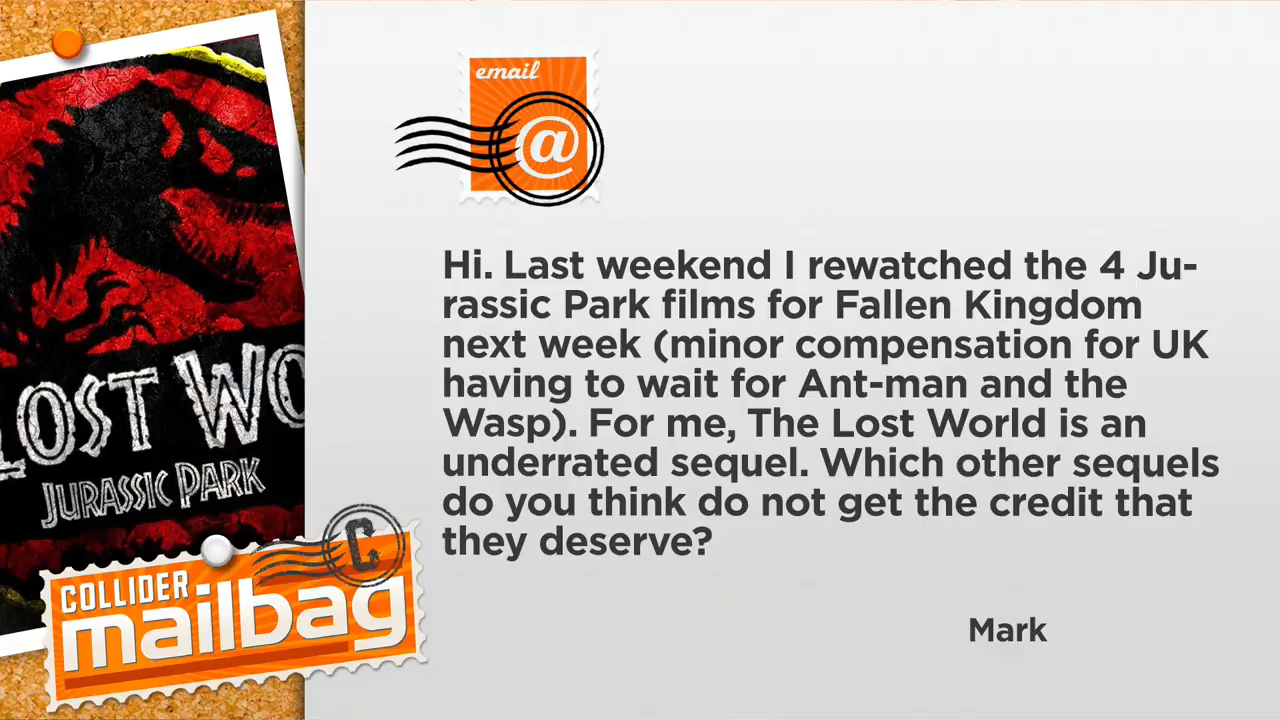 email
@
Hi. Last weekend I rewatched the 4 Ju-
rassic Park films for Fallen Kingdom
next week (minor compensation for UK
having to wait for Ant-man and the
Wasp). For me, The Lost World is an
underrated sequel. Which other sequels
do you think do not get the credit that
they deserve?
Mark
LOST WO
JURASSIC PARK
C
COLLIDER
mailbag